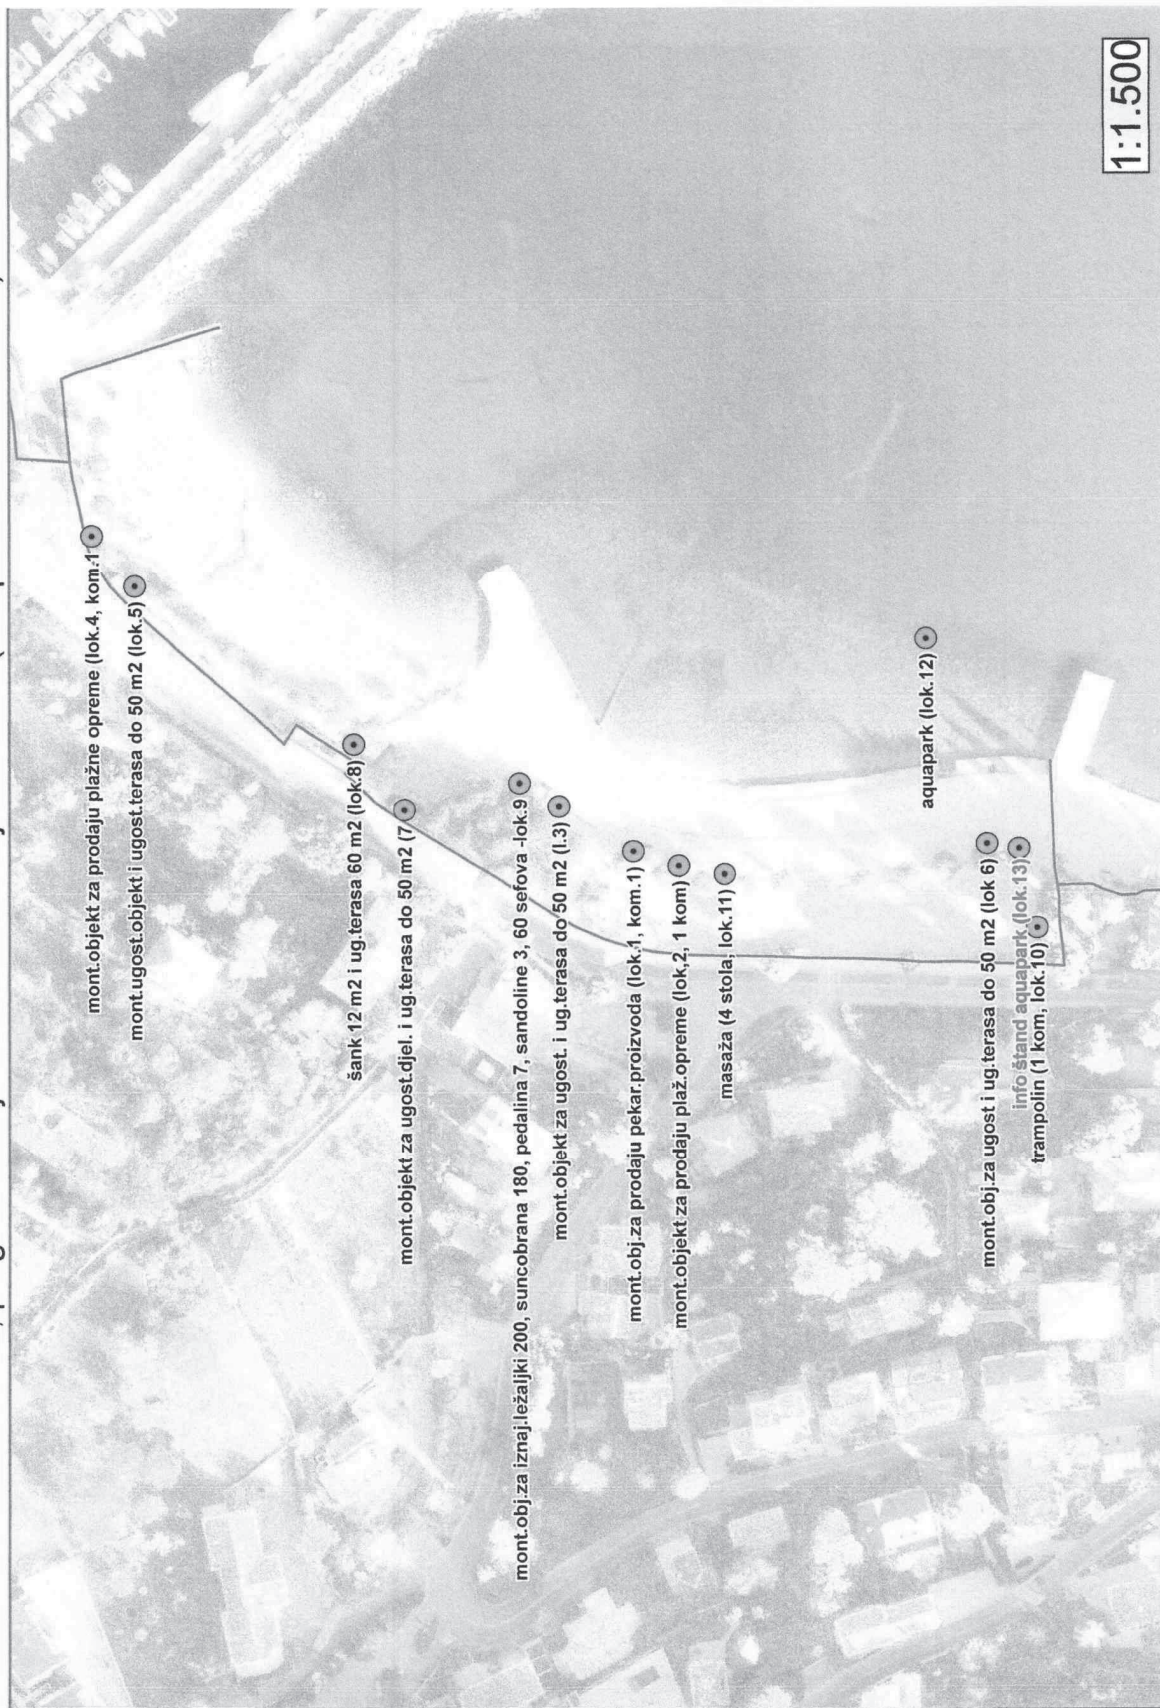 mont.objekt za prodaju plažne opreme (lok.4, kom.1
mont.ugost.objekt i ugost.terasa do 50 m2 (lok.5)
šank 12 m2 i ug.terasa 60 m2 (lok.8)
mont.objekt za ugost.djel. i ug.terasa do 50 m2 (7)
mont.obj.za iznaj.ležaljki 200, suncobrana 180, pedalina 7, sandoline 3, 60 sefova -lok.9
mont.objekt za ugost. i ug.terasa do 50 m2 (l.3)
mont.obj.za prodaju pekar.proizvoda (lok.1, kom.1)
mont.objekt za prodaju plaž.opreme (lok,2, 1 kom)
masaža (4 stola, lok.11)
aquapark (lok.12)
mont.obj.za ugost i ug.terasa do 50 m2 (lok 6)
info štand aquapark (lok.13)
trampolin (1 kom, lok.10)
1:1.500